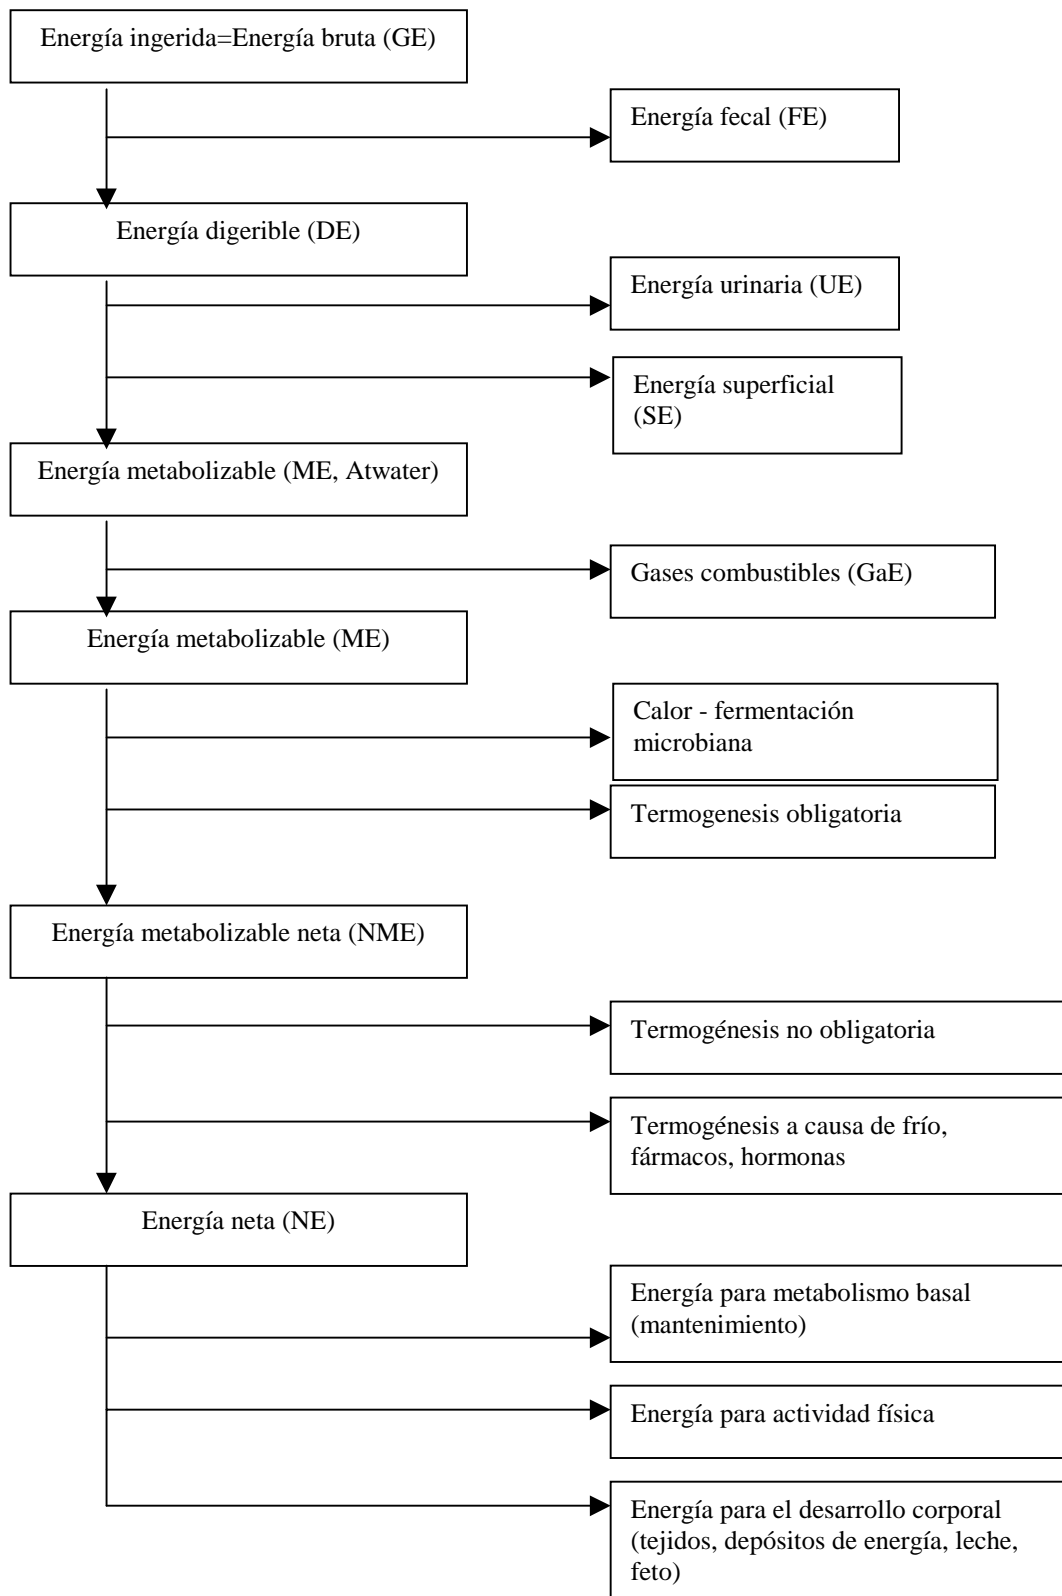 Energía ingerida=Energía bruta (GE)
Energía fecal (FE)
Energía digerible (DE)
Energía urinaria (UE)
Energía superficial
(SE)
Energía metabolizable (ME, Atwater)
Gases combustibles (GaE)
Energía metabolizable (ME)
Calor - fermentación
microbiana
Termogenesis obligatoria
Energía metabolizable neta (NME)
Termogénesis no obligatoria
Termogénesis a causa de frío,
fármacos, hormonas
Energía neta (NE)
Energía para metabolismo basal
(mantenimiento)
Energía para actividad física
Energía para el desarrollo corporal
(tejidos, depósitos de energía, leche,
feto)